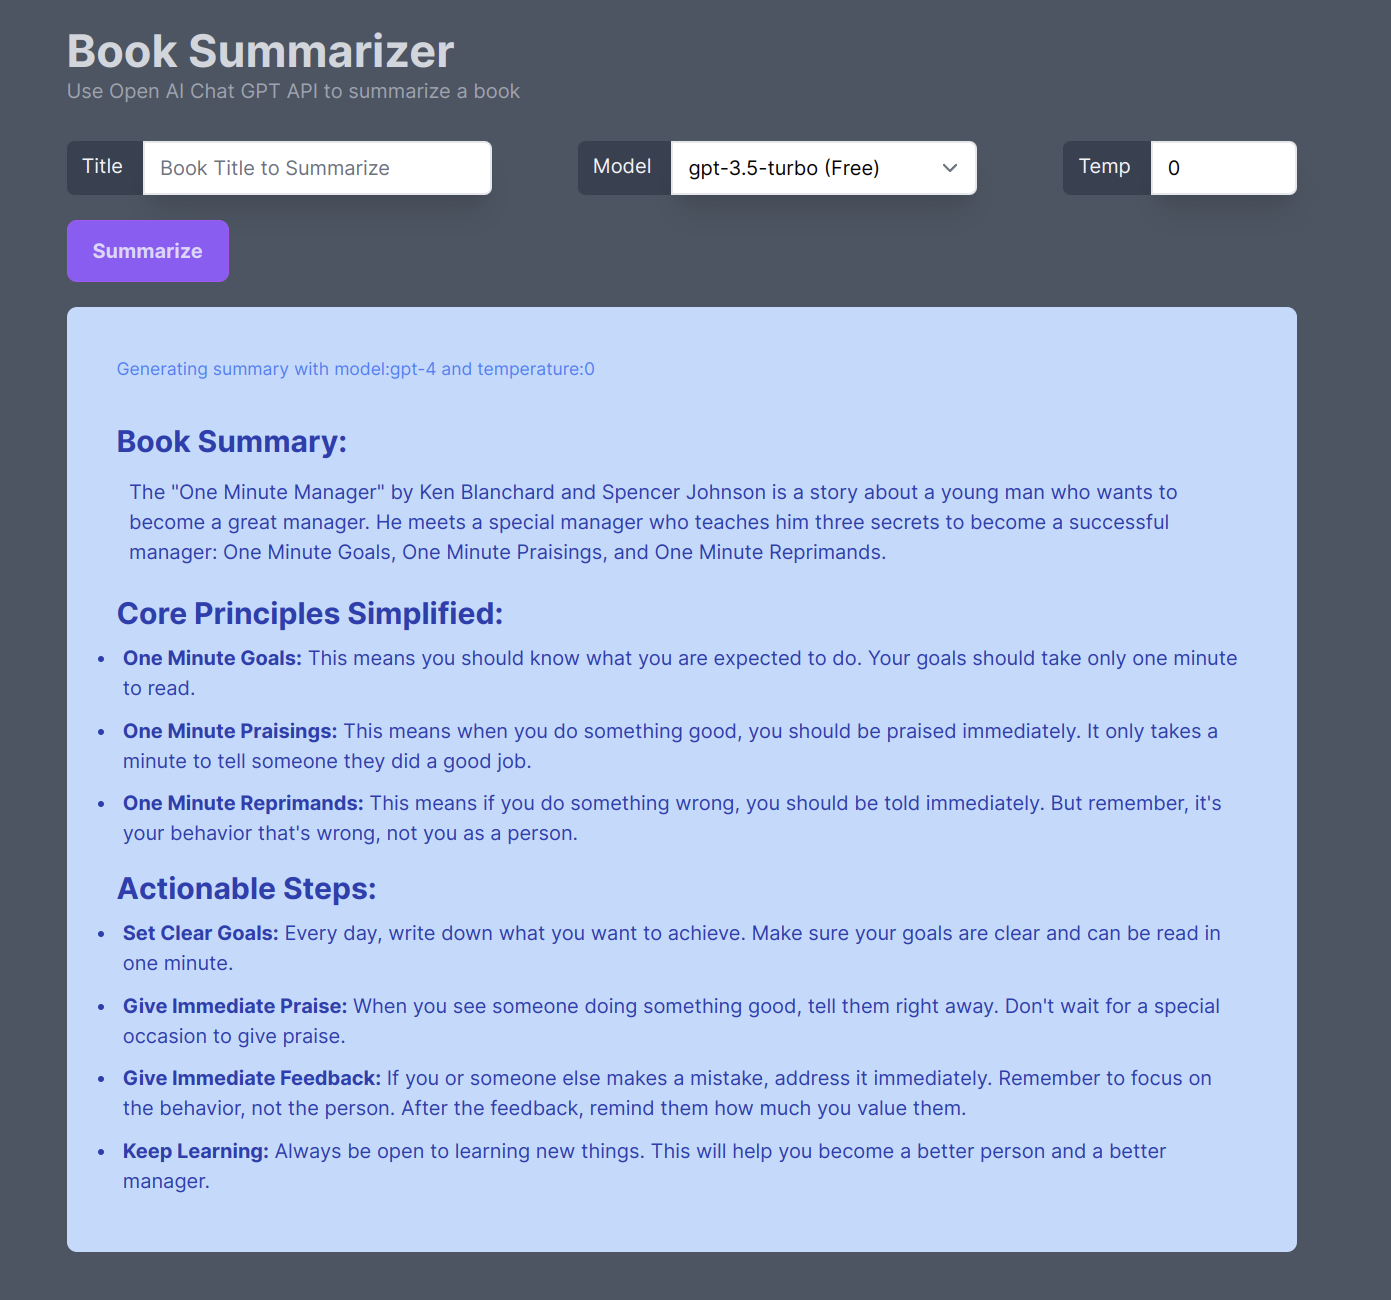 Book Summarizer
Use Open AI Chat GPT API to summarize a book
Title Book Title to Summarize Model gpt-3.5-turbo (Free) Temp 0
Summarize
Generating summary with model:gpt-4 and temperature:0
Book Summary:
The "One Minute Manager" by Ken Blanchard and Spencer Johnson is a story about a young man who wants to
become a great manager. He meets a special manager who teaches him three secrets to become a successful
manager: One Minute Goals, One Minute Praisings, and One Minute Reprimands.
Core Principles Simplified:
• One Minute Goals: This means you should know what you are expected to do. Your goals should take only one minute
to read.
• One Minute Praisings: This means when you do something good, you should be praised immediately. It only takes a
minute to tell someone they did a good job.
• One Minute Reprimands: This means if you do something wrong, you should be told immediately. But remember, it's
your behavior that's wrong, not you as a person.
Actionable Steps:
• Set Clear Goals: Every day, write down what you want to achieve. Make sure your goals are clear and can be read in
one minute.
• Give Immediate Praise: When you see someone doing something good, tell them right away. Don't wait for a special
occasion to give praise.
• Give Immediate Feedback: If you or someone else makes a mistake, address it immediately. Remember to focus on
the behavior, not the person. After the feedback, remind them how much you value them.
• Keep Learning: Always be open to learning new things. This will help you become a better person and a better
manager.